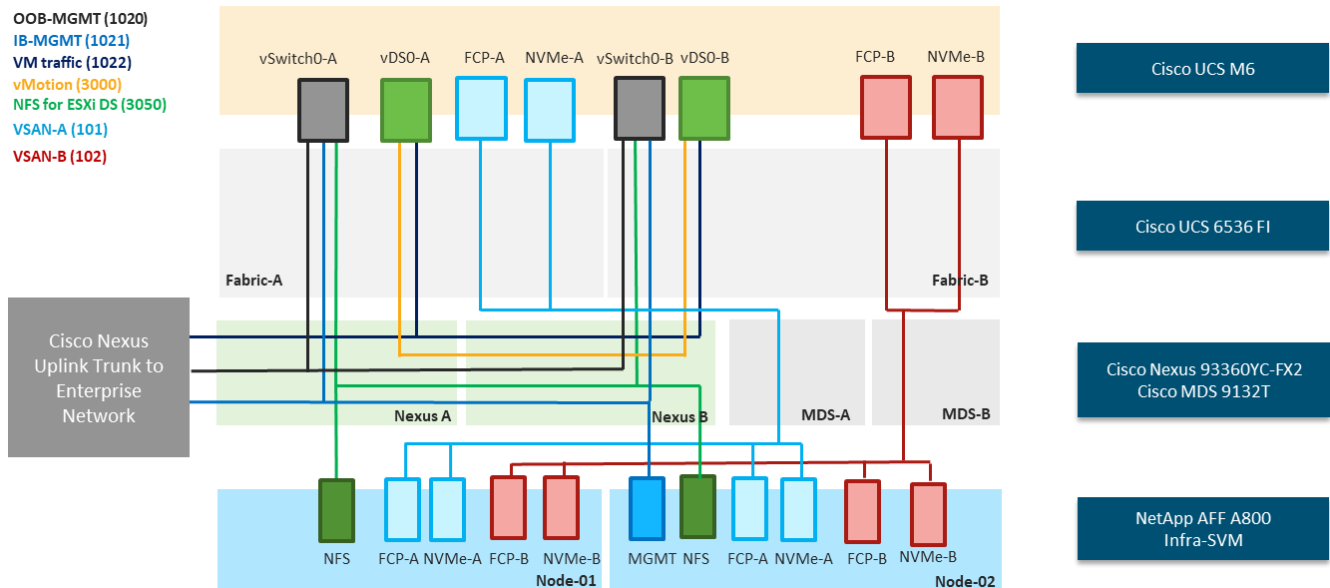 OOB-MGMT (1020)
IB-MGMT (1021)
VM traffic (1022)
vMotion (3000)
NFS for ESXi DS (3050)
VSAN-A (101)
VSAN-B (102)
vSwitch0-A
vDS0-A
FCP-A
NVMe-A
vSwitch0-B
vDS0-B
FCP-B
NVMe-B
Cisco UCS M6
Fabric-A
Fabric-B
Cisco UCS 6536 FI
Cisco Nexus
Uplink Trunk to
Enterprise
Network
Nexus A
Nexus B
MDS-A
MDS-B
Cisco Nexus 93360YC-FX2
Cisco MDS 9132T
NFS
FCP-A
NVMe-A
FCP-B
NVMe-B
Node-01
MGMT
NFS
FCP-A
NVMe-A
FCP-B
NVMe-B
Node-02
NetApp AFF A800
Infra-SVM